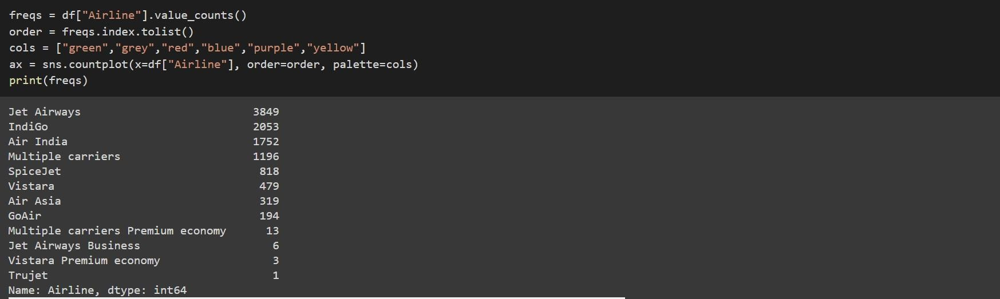 freqs = df["Airline"].value_counts()
order = freqs.index.tolist()
cols = ["green","grey","red","blue","purple","yellow"]
ax = sns.countplot(x=df["Airline"], order=order, palette=cols)
print(freqs)
Jet Airways 3849
IndiGo 2053
Air India 1752
Multiple carriers 1196
SpiceJet 818
Vistara 479
Air Asia 319
GoAir 194
Multiple carriers Premium economy 13
Jet Airways Business 6
Vistara Premium economy 3
Trujet 1
Name: Airline, dtype: int64